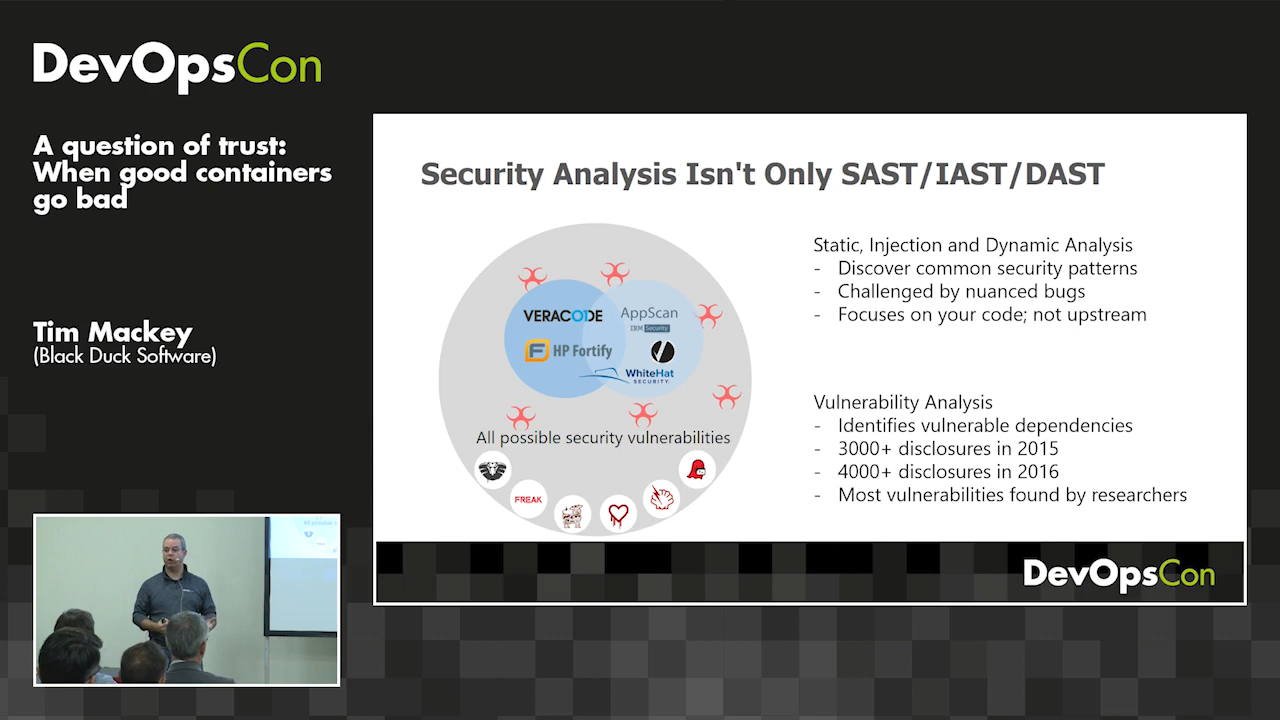 DevOpsCon
A question of trust:
When good containers
go bad
Tim Mackey
(Black Duck Software)
Security Analysis Isn't Only SAST/IAST/DAST
VERACODE
AppScan
IBM Security
HP Fortify
WhiteHat
SECURITY.
All possible security vulnerabilities
FREAK
Static, Injection and Dynamic Analysis
- Discover common security patterns
- Challenged by nuanced bugs
- Focuses on your code; not upstream
Vulnerability Analysis
- Identifies vulnerable dependencies
- 3000+ disclosures in 2015
- 4000+ disclosures in 2016
- Most vulnerabilities found by researchers
DevOpsCon